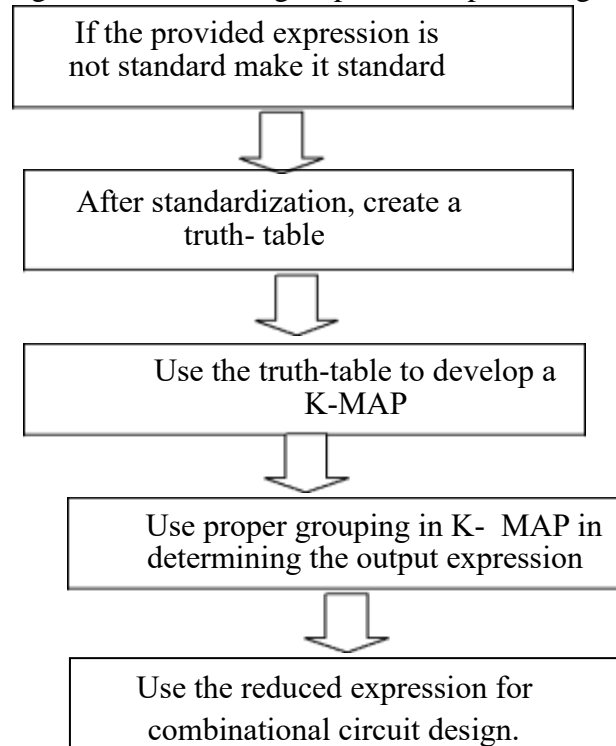 If the provided expression is
not standard make it standard
After standardization, create a
truth- table
Use the truth-table to develop a
K-MAP
Use proper grouping in K- MAP in
determining the output expression
Use the reduced expression for
combinational circuit design.